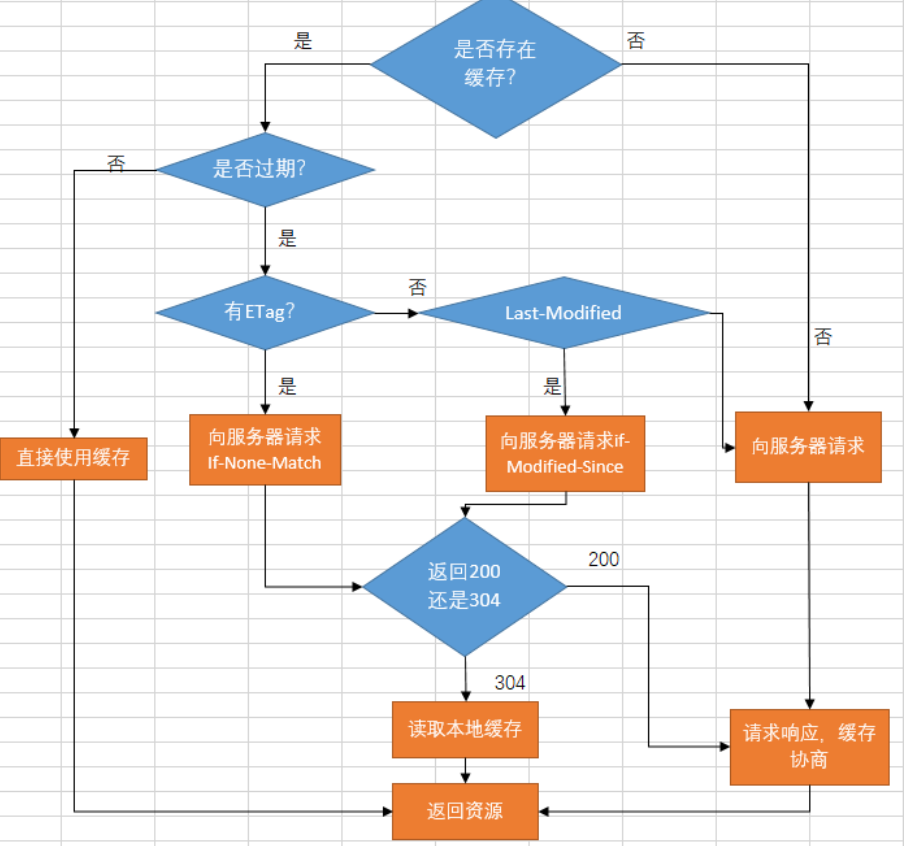 是
是否存在
缓存?
否
否
是否过期?
是
有ETag?
否
Last-Modified
否
是
是
向服务器请求
If-None-Match
向服务器请求if-
Modified-Since
向服务器请求
直接使用缓存
返回200
还是304
200
304
读取本地缓存
请求响应，缓存
协商
返回资源